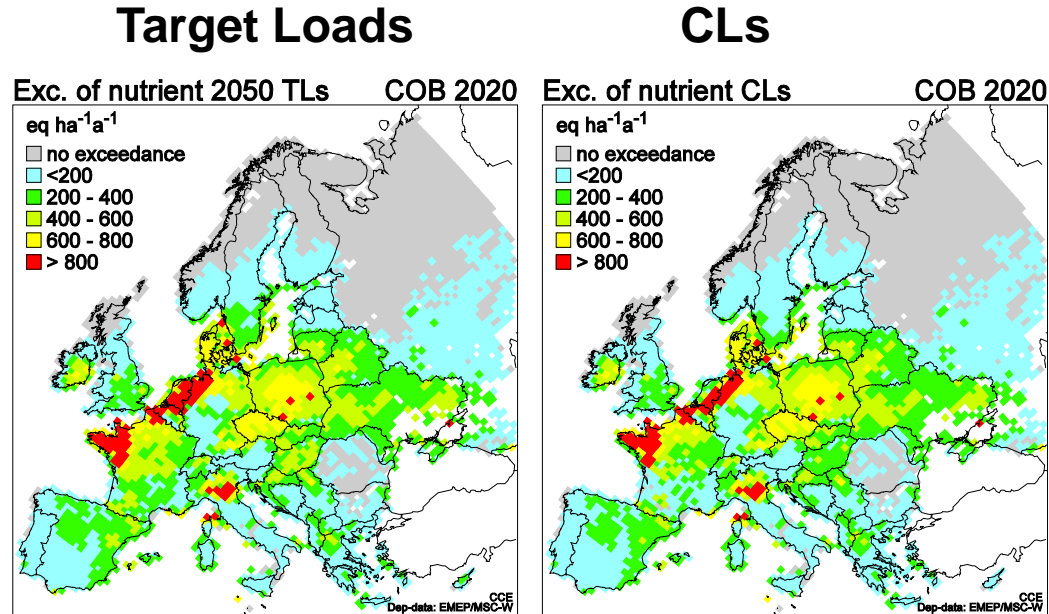 Target Loads
CLs
Exc. of nutrient 2050 TLs COB 2020
eq ha⁻¹a⁻¹
no exceedance
<200
200 - 400
400 - 600
600 - 800
> 800
CCE
Dep-data: EMEP/MSC-W
Exc. of nutrient CLs COB 2020
eq ha⁻¹a⁻¹
no exceedance
<200
200 - 400
400 - 600
600 - 800
> 800
CCE
Dep-data: EMEP/MSC-W